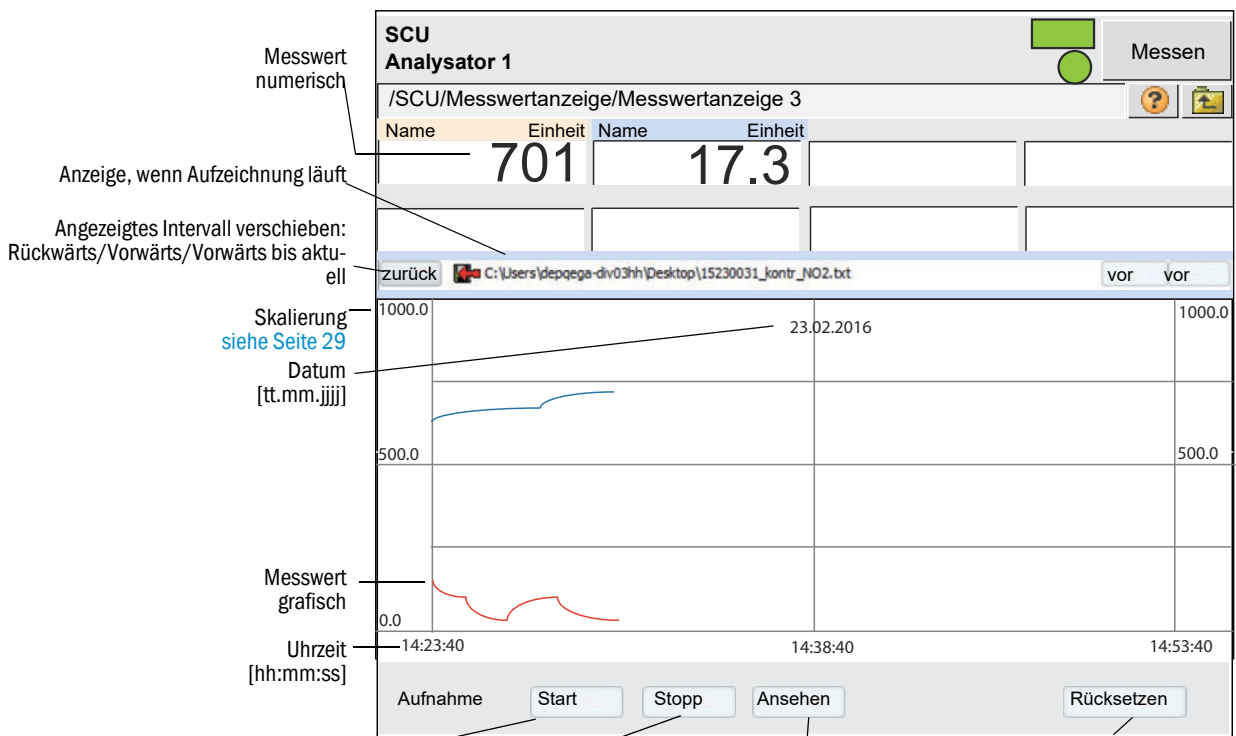 SCU
Analysator 1
Messen
/SCU/Messwertanzeige/Messwertanzeige 3
Name Einheit Name Einheit
701 17.3
zurück C:\Users\depqega-div03hh\Desktop\15230031_kontr_NO2.txt vor vor
1000.0 1000.0
23.02.2016
500.0 500.0
0.0
14:23:40 14:38:40 14:53:40
Aufnahme Start Stopp Ansehen Rücksetzen
Messwert
numerisch
Anzeige, wenn Aufzeichnung läuft
Angezeigtes Intervall verschieben:
Rückwärts/Vorwärts/Vorwärts bis aktu-
ell
Skalierung
siehe Seite 29
Datum
[tt.mm.jjjj]
Messwert
grafisch
Uhrzeit
[hh:mm:ss]